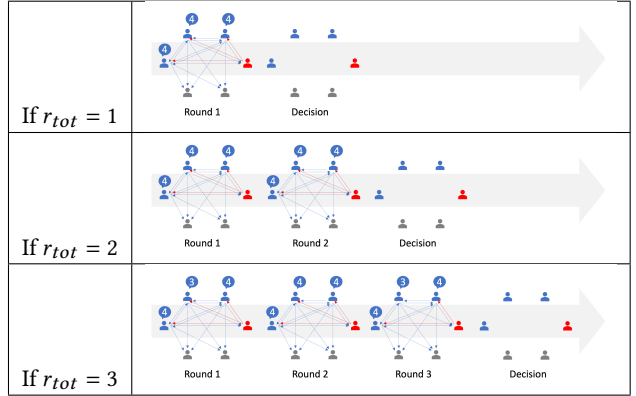 4 4
4
Round 1 Decision
If r_tot = 1
4 4 4 4
4 4
Round 1 Round 2 Decision
If r_tot = 2
3 4 4 4 3 4
4 4 4
Round 1 Round 2 Round 3 Decision
If r_tot = 3